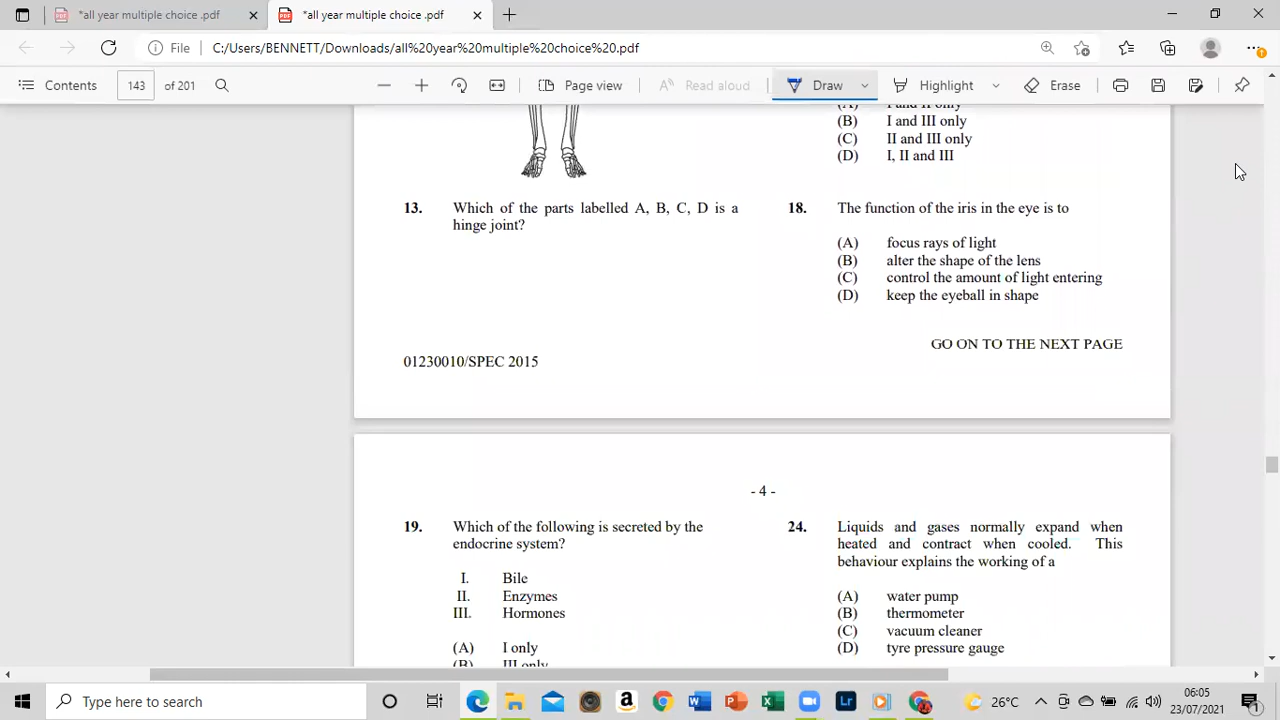 *all year multiple choice .pdf
*all year multiple choice .pdf
File
C:/Users/BENNETT/Downloads/all%20year%20multiple%20choice%20.pdf
Contents
143 of 201
Page view
Read aloud
Draw
Highlight
Erase
(A) I and II only
(B) I and III only
(C) II and III only
(D) I, II and III
13. Which of the parts labelled A, B, C, D is a
hinge joint?
18. The function of the iris in the eye is to
(A) focus rays of light
(B) alter the shape of the lens
(C) control the amount of light entering
(D) keep the eyeball in shape
GO ON TO THE NEXT PAGE
01230010/SPEC 2015
- 4 -
19. Which of the following is secreted by the
endocrine system?
I. Bile
II. Enzymes
III. Hormones
(A) I only
(B) III only
24. Liquids and gases normally expand when
heated and contract when cooled. This
behaviour explains the working of a
(A) water pump
(B) thermometer
(C) vacuum cleaner
(D) tyre pressure gauge
Type here to search
26°C
06:05
23/07/2021